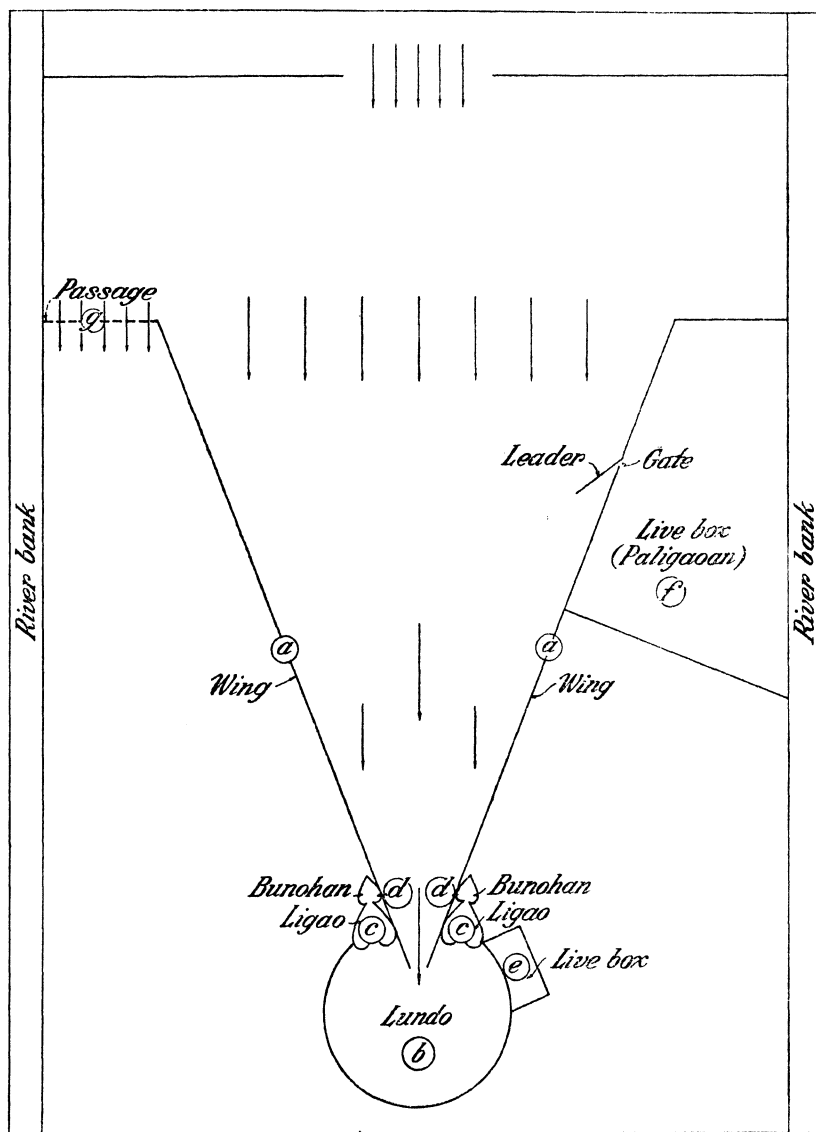 Passage
g
Leader
Gate
River bank
Live box
(Paligaoan)
f
River bank
a
a
Wing
Wing
Bunohan
d
d
Bunohan
Ligao
c
c
Ligao
e
Live box
Lundo
b